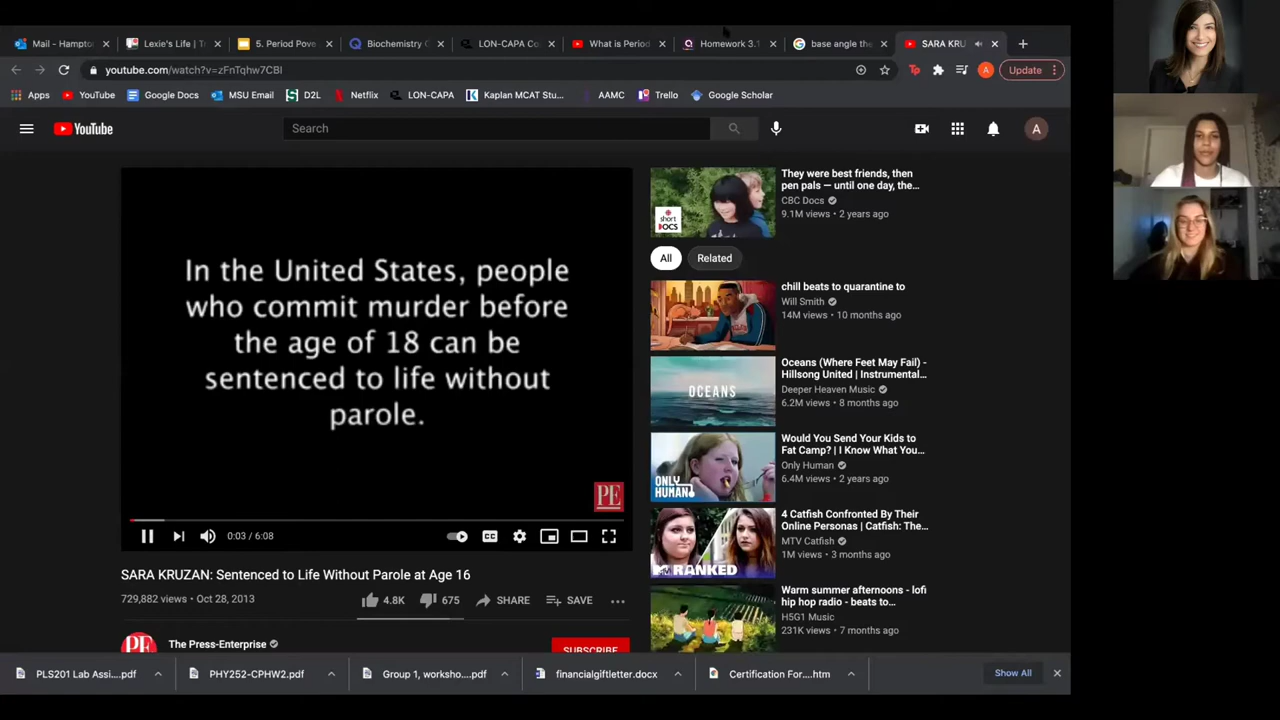 Mail - Hampto
Lexie's Life | T
5. Period Pove
Biochemistry
LON-CAPA Co
What is Period
Homework 3.1
base angle the
SARA KRU
youtube.com/watch?v=zFnTqhw7CBI
Update
Apps
YouTube
Google Docs
MSU Email
D2L
Netflix
LON-CAPA
Kaplan MCAT Stu...
AAMC
Trello
Google Scholar
YouTube
Search
A
In the United States, people
who commit murder before
the age of 18 can be
sentenced to life without
parole.
PE
0:03 / 6:08
SARA KRUZAN: Sentenced to Life Without Parole at Age 16
729,882 views • Oct 28, 2013
4.8K
675
SHARE
SAVE
PE
The Press-Enterprise
SUBSCRIBE
short
DOCS
They were best friends, then
pen pals — until one day, the...
CBC Docs
9.1M views • 2 years ago
All
Related
chill beats to quarantine to
Will Smith
14M views • 10 months ago
OCEANS
Oceans (Where Feet May Fail) -
Hillsong United | Instrumental...
Deeper Heaven Music
6.2M views • 8 months ago
ONLY
HUMAN
Would You Send Your Kids to
Fat Camp? | I Know What You...
Only Human
6.4M views • 2 years ago
RANKED
4 Catfish Confronted By Their
Online Personas | Catfish: The...
MTV Catfish
1M views • 3 months ago
Warm summer afternoons - lofi
hip hop radio - beats to...
H5G1 Music
231K views • 7 months ago
PLS201 Lab Assi....pdf
PHY252-CPHW2.pdf
Group 1, worksho....pdf
financialgiftletter.docx
Certification For....htm
Show All